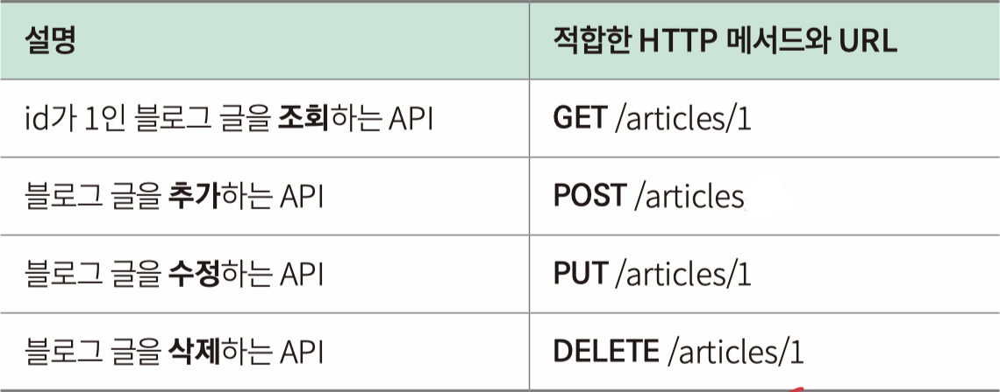 설명 적합한 HTTP 메서드와 URL
id가 1인 블로그 글을 조회하는 API GET /articles/1
블로그 글을 추가하는 API POST /articles
블로그 글을 수정하는 API PUT /articles/1
블로그 글을 삭제하는 API DELETE /articles/1